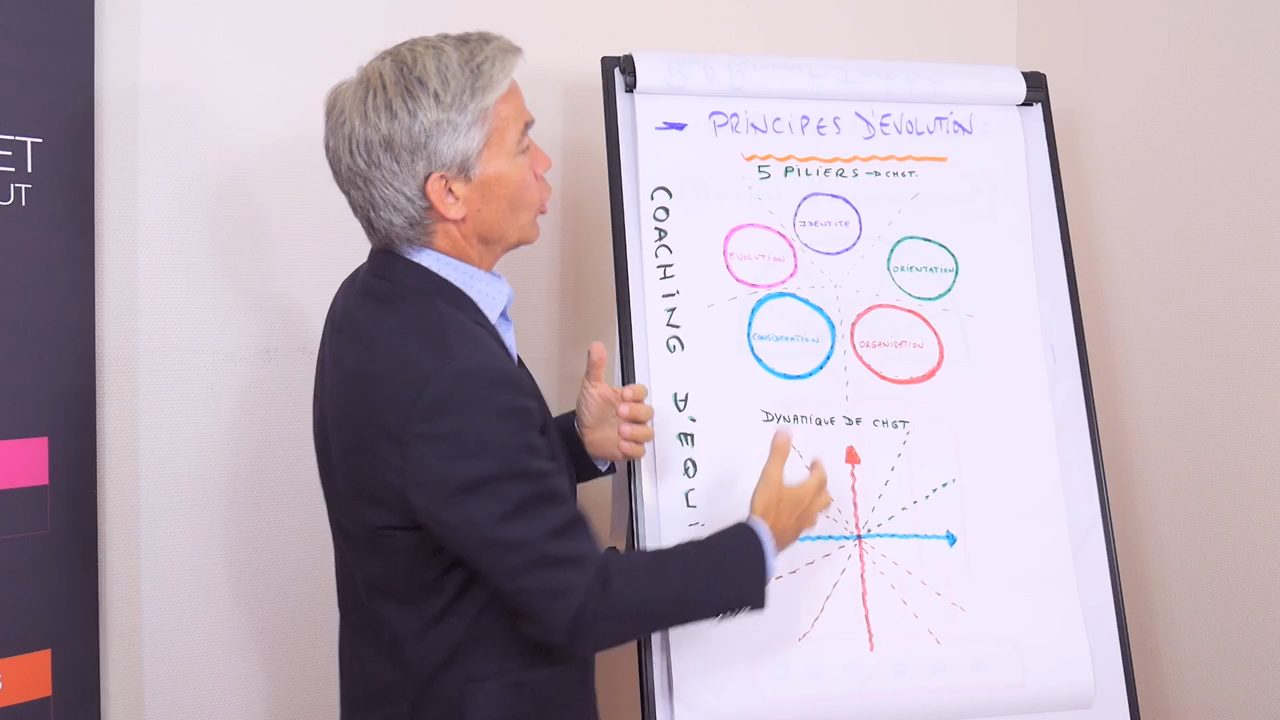 ET
UT
PRINCIPES D'EVOLUTION
5 PILIERS → CHGT.
COACHING D'EQUI
IDENTITE
EVOLUTION
ORIENTATION
CONSIDERATION
ORGANISATION
DYNAMIQUE DE CHGT
S